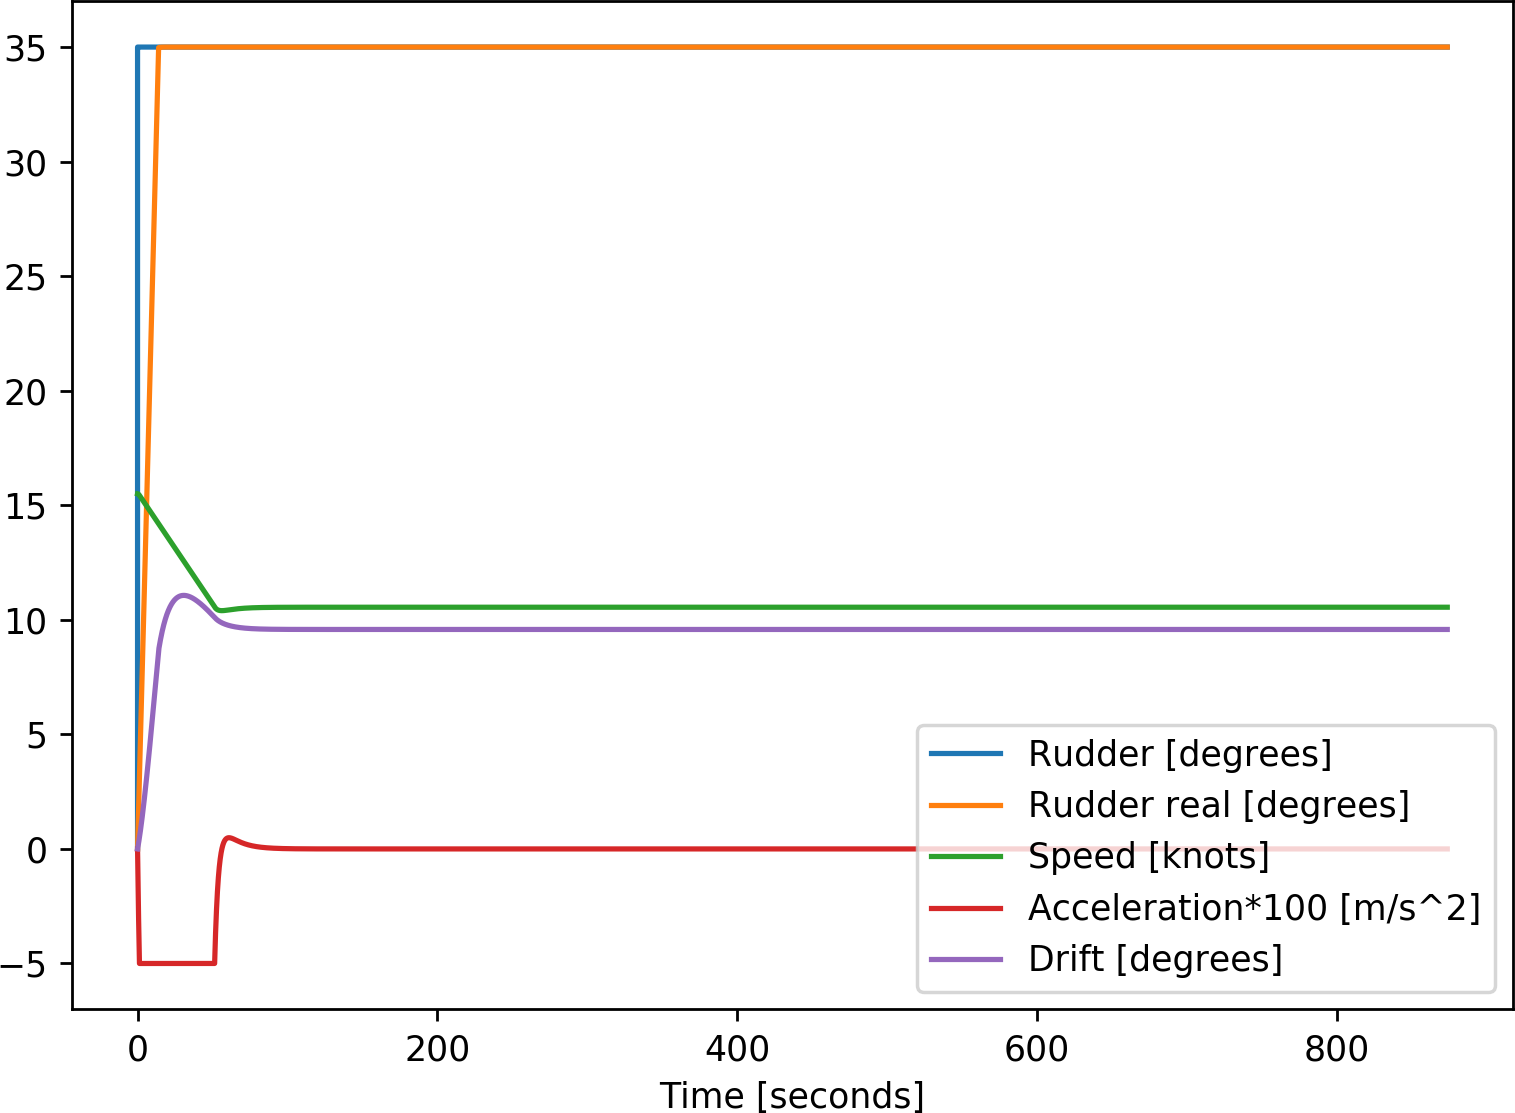 35
30
25
20
15
10
5
0
−5
Rudder [degrees]
Rudder real [degrees]
Speed [knots]
Acceleration*100 [m/s^2]
Drift [degrees]
0 200 400 600 800
Time [seconds]